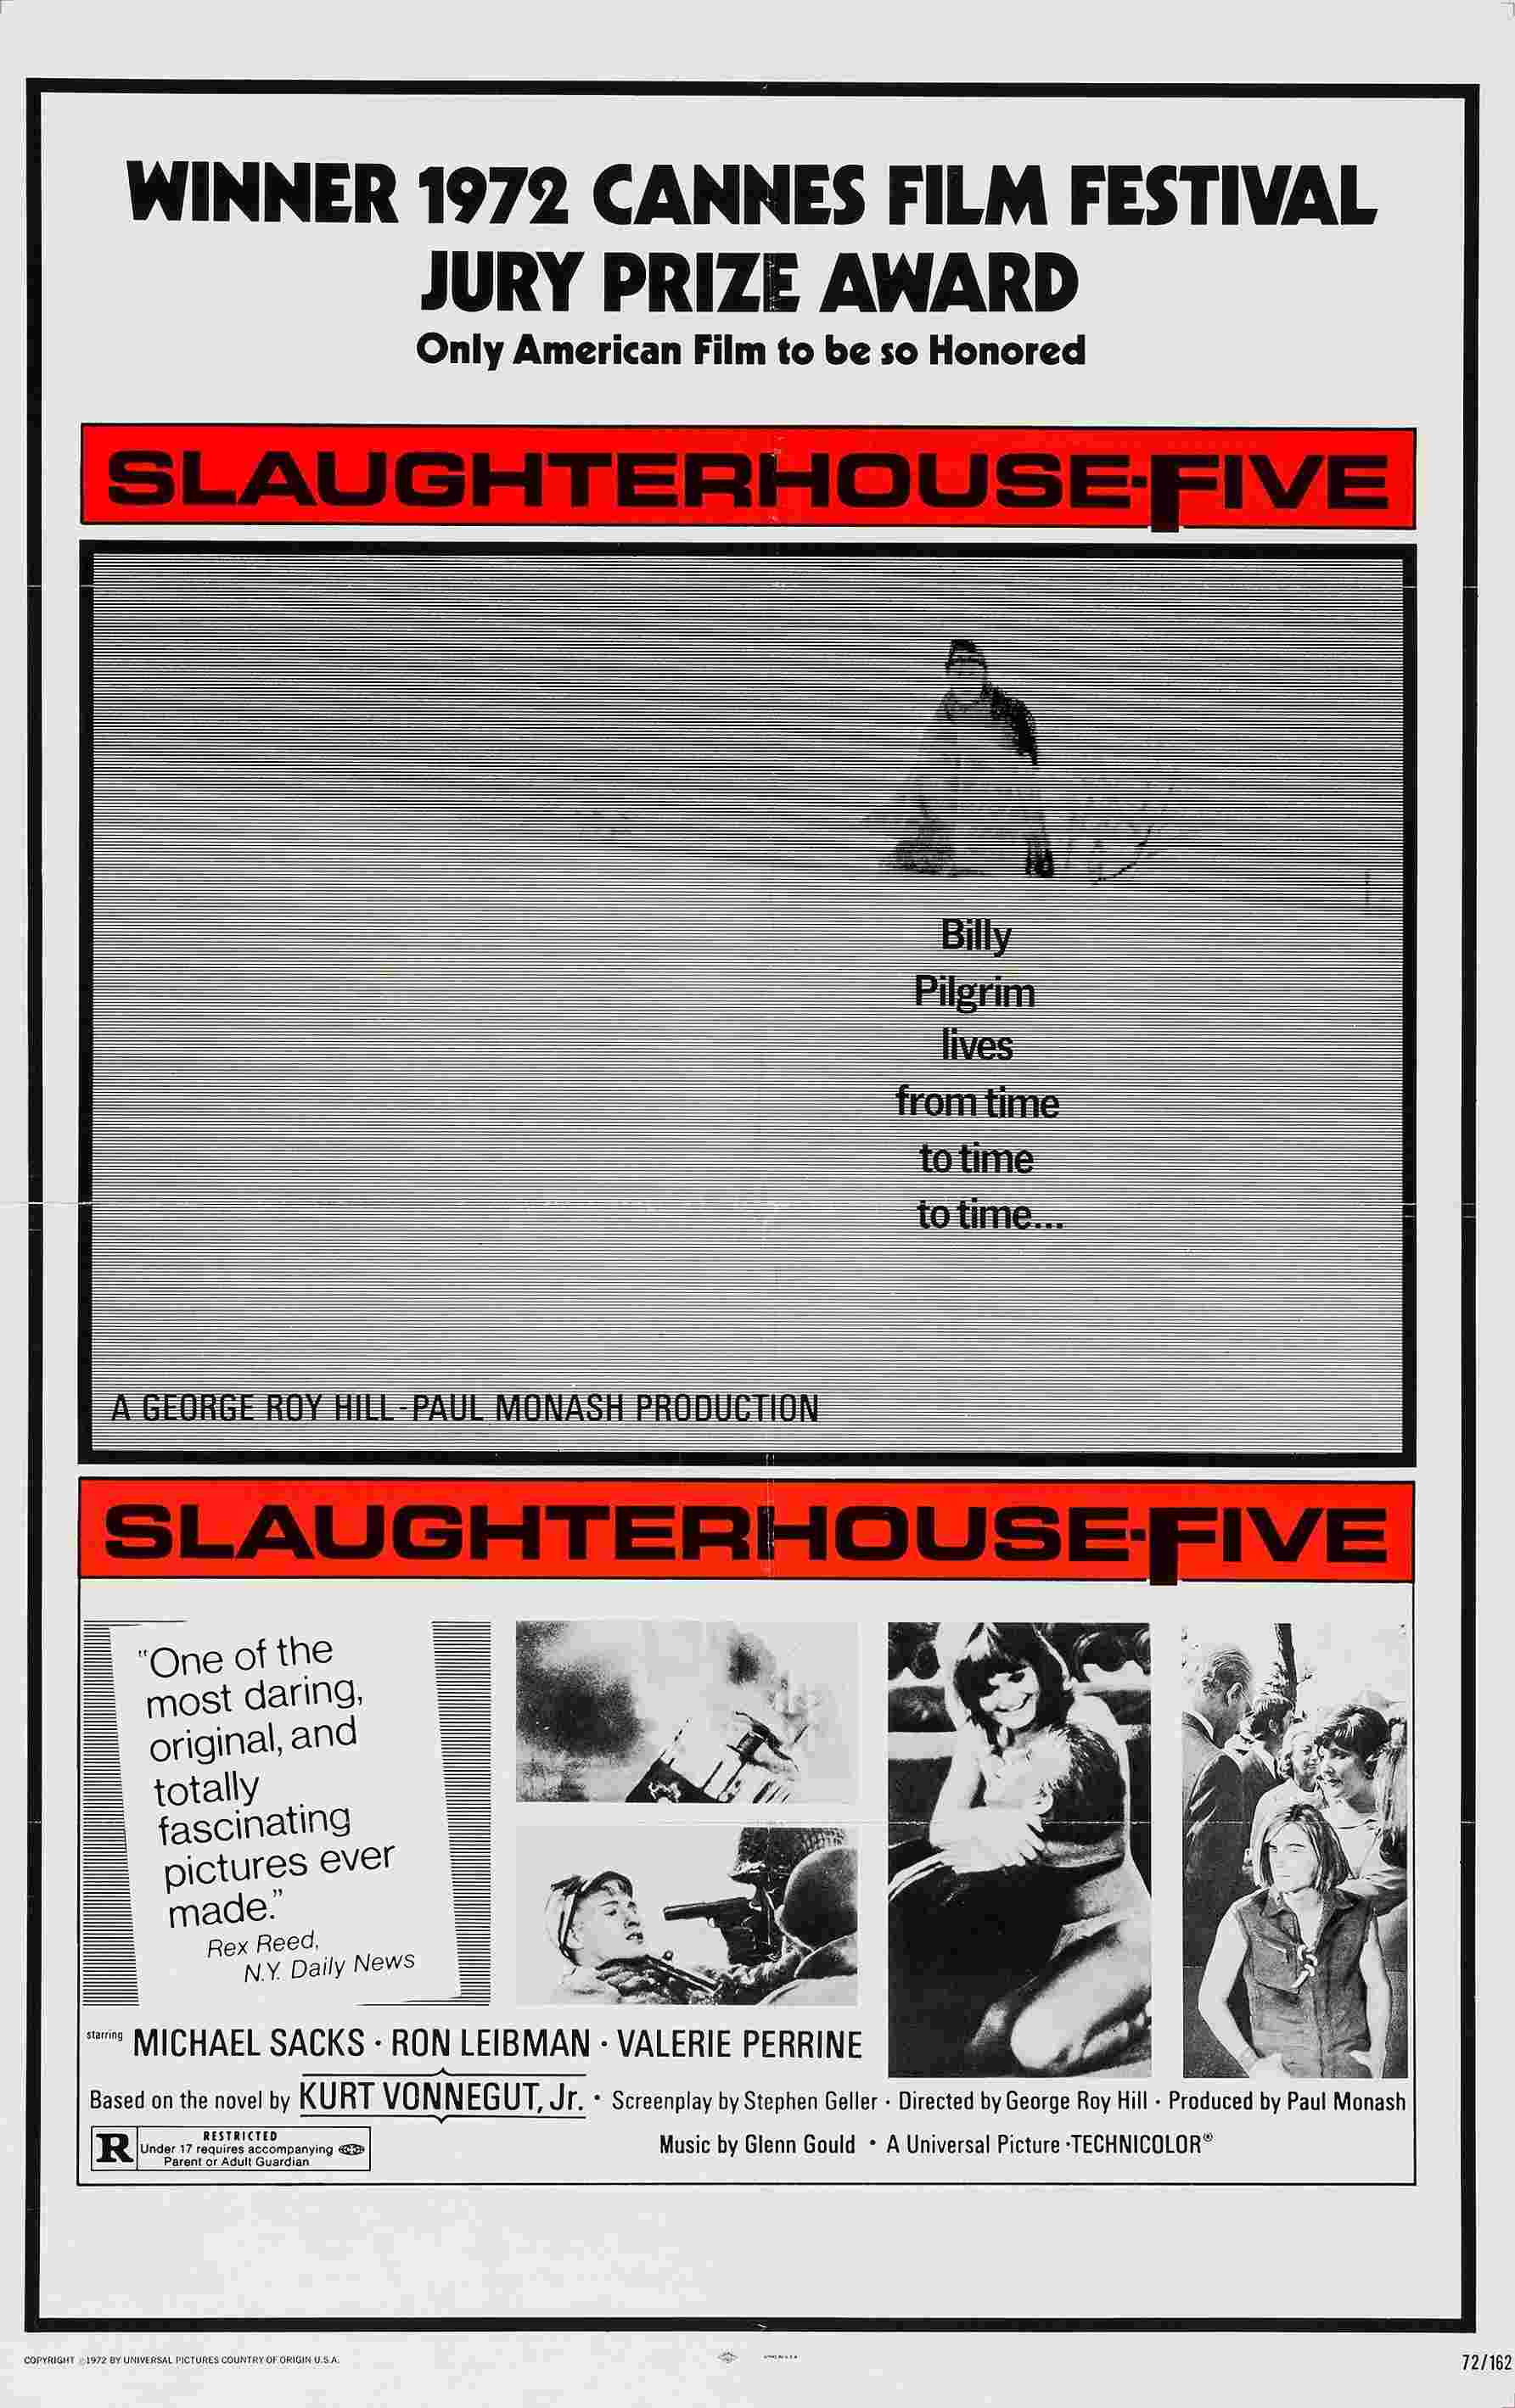 WINNER 1972 CANNES FILM FESTIVAL
JURY PRIZE AWARD
Only American Film to be so Honored
SLAUGHTERHOUSE-FIVE
Billy
Pilgrim
lives
from time
to time
to time...
A GEORGE ROY HILL - PAUL MONASH PRODUCTION
SLAUGHTERHOUSE-FIVE
"One of the
most daring,
original, and
totally
fascinating
pictures ever
made."
Rex Reed,
N.Y. Daily News
starring MICHAEL SACKS · RON LEIBMAN · VALERIE PERRINE
Based on the novel by KURT VONNEGUT, Jr. · Screenplay by Stephen Geller · Directed by George Roy Hill · Produced by Paul Monash
Music by Glenn Gould · A Universal Picture · TECHNICOLOR®
R RESTRICTED
Under 17 requires accompanying
Parent or Adult Guardian
COPYRIGHT ©1972 BY UNIVERSAL PICTURES COUNTRY OF ORIGIN U.S.A.
72/162